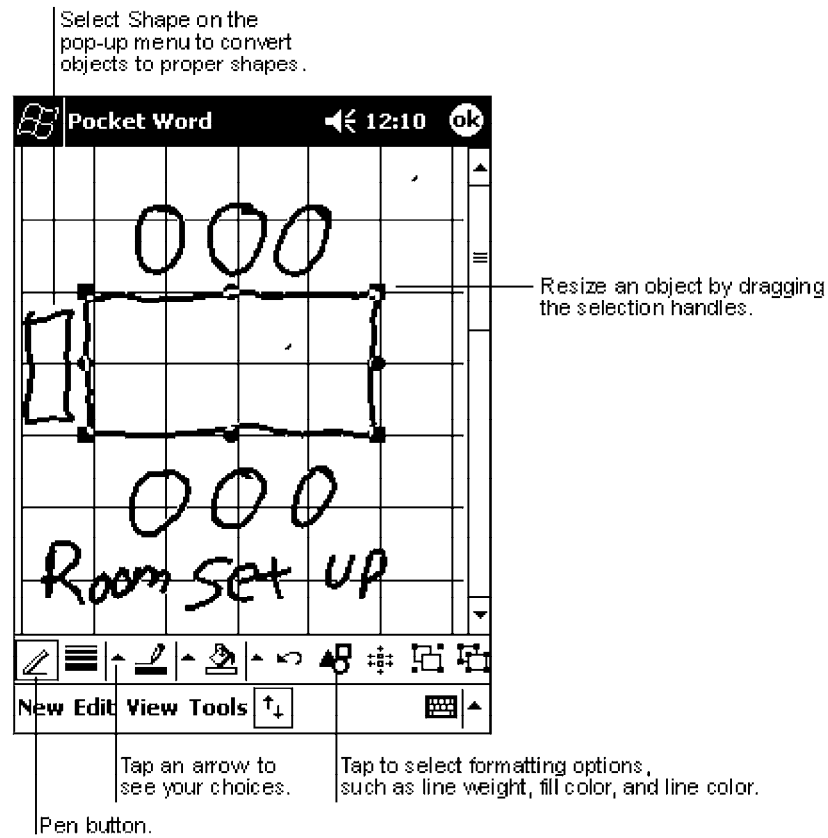 Select Shape on the
pop-up menu to convert
objects to proper shapes.
Pocket Word 12:10 ok
Resize an object by dragging
the selection handles.
Room Set UP
New Edit View Tools
Tap an arrow to
see your choices.
Tap to select formatting options,
such as line weight, fill color, and line color.
Pen button.